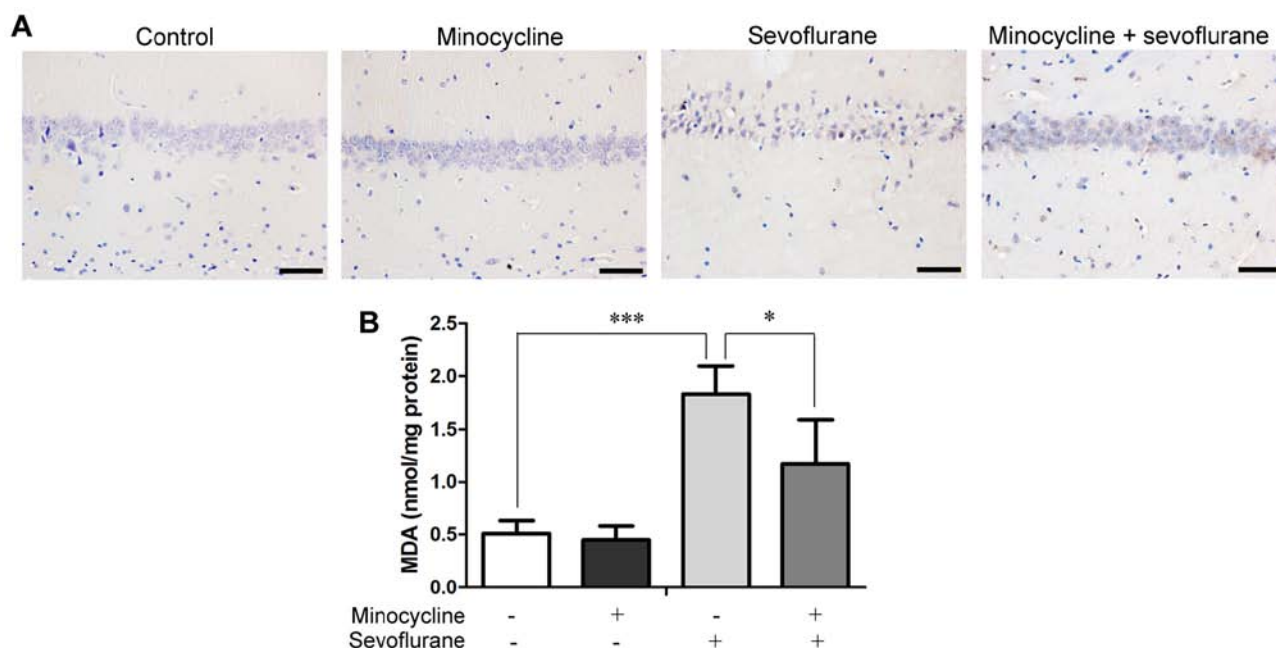 A
Control
Minocycline
Sevoflurane
Minocycline + sevoflurane
B
MDA (nmol/mg protein)
2.5
2.0
1.5
1.0
0.5
0.0
***
*
Minocycline - + - +
Sevoflurane - - + +